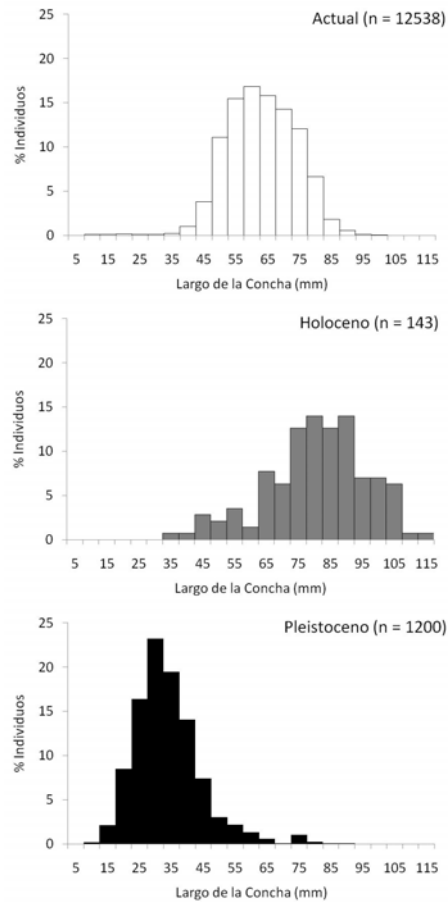 Actual (n = 12538)
25
20
15
10
5
0
% Individuos
5 15 25 35 45 55 65 75 85 95 105 115
Largo de la Concha (mm)
Holoceno (n = 143)
25
20
15
10
5
0
% Individuos
5 15 25 35 45 55 65 75 85 95 105 115
Largo de la Concha (mm)
Pleistoceno (n = 1200)
25
20
15
10
5
0
% Individuos
5 15 25 35 45 55 65 75 85 95 105 115
Largo de la Concha (mm)